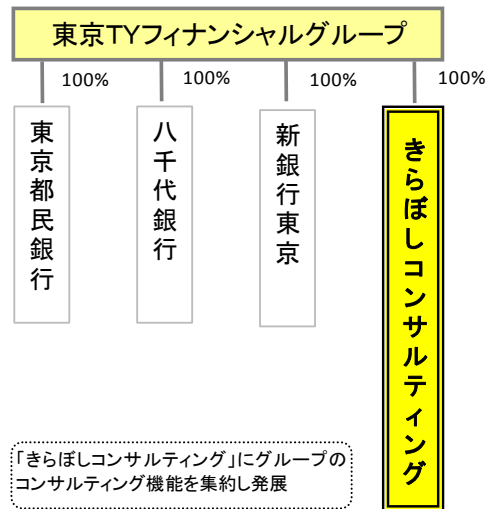 東京TYフィナンシャルグループ
100%
100%
100%
100%
東京都民銀行
八千代銀行
新銀行東京
きらぼしコンサルティング
「きらぼしコンサルティング」にグループの
コンサルティング機能を集約し発展